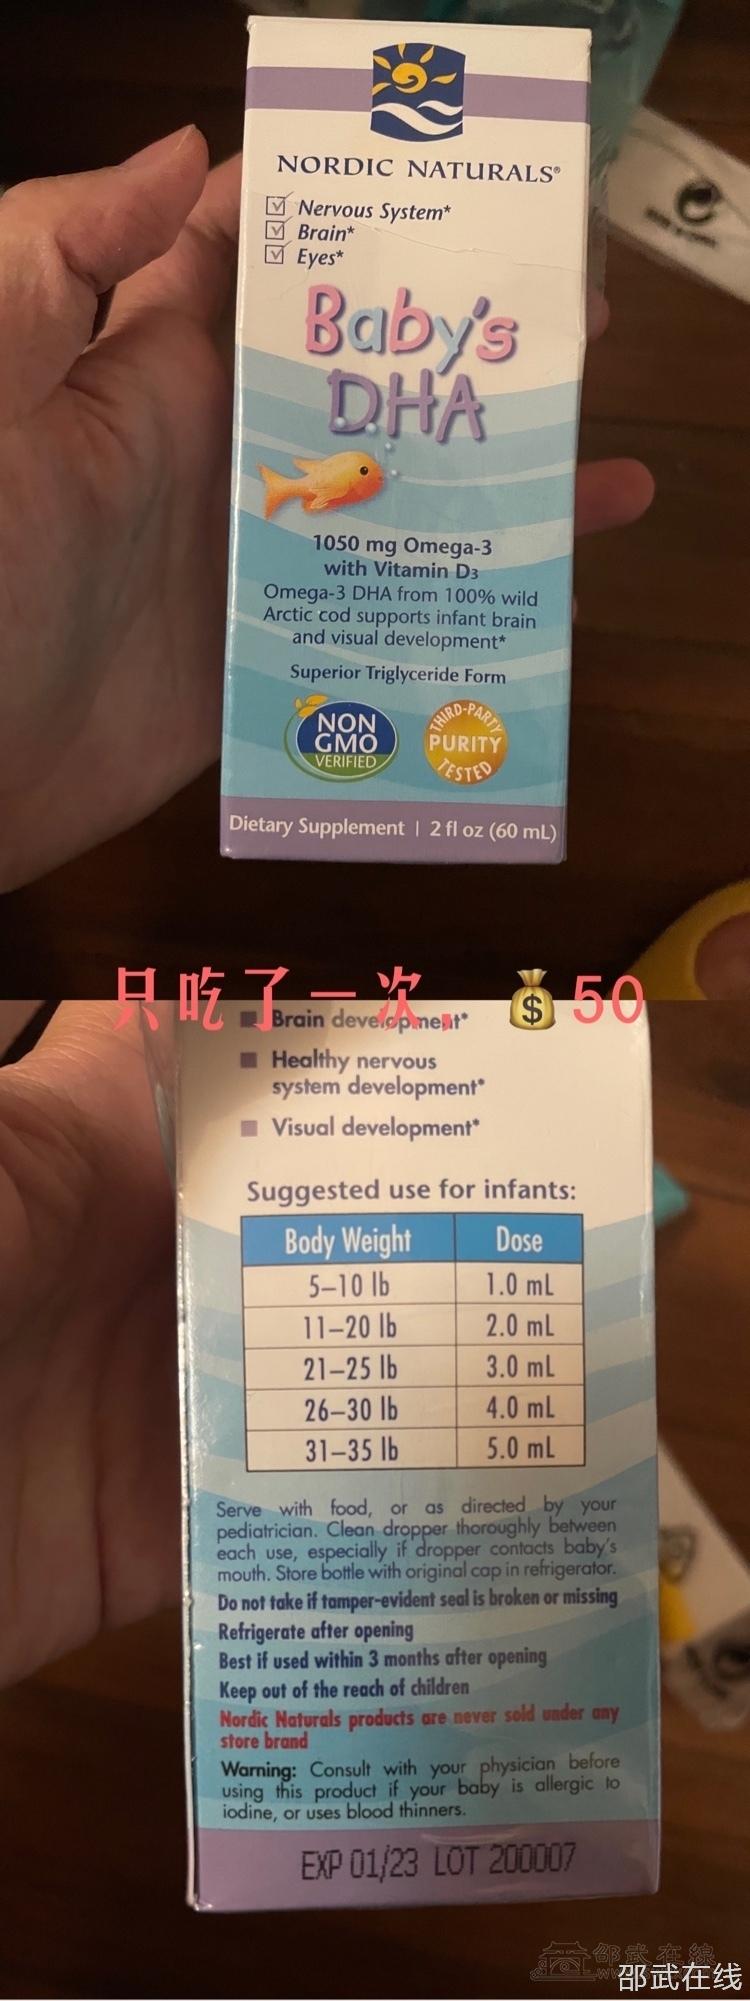 NORDIC NATURALS®
Nervous System*
Brain*
Eyes*
Baby's
DHA
1050 mg Omega-3
with Vitamin D3
Omega-3 DHA from 100% wild
Arctic cod supports infant brain
and visual development*
Superior Triglyceride Form
NON
GMO
VERIFIED
THIRD-PARTY
PURITY
TESTED
Dietary Supplement | 2 fl oz (60 mL)
只吃了一次，💰50
Brain development*
Healthy nervous
system development*
Visual development*
Suggested use for infants:
Body Weight Dose
5–10 lb 1.0 mL
11–20 lb 2.0 mL
21–25 lb 3.0 mL
26–30 lb 4.0 mL
31–35 lb 5.0 mL
Serve with food, or as directed by your
pediatrician. Clean dropper thoroughly between
each use, especially if dropper contacts baby's
mouth. Store bottle with original cap in refrigerator.
Do not take if tamper-evident seal is broken or missing
Refrigerate after opening
Best if used within 3 months after opening
Keep out of the reach of children
Nordic Naturals products are never sold under any
store brand
Warning: Consult with your physician before
using this product if your baby is allergic to
iodine, or uses blood thinners.
EXP 01/23 LOT 200007
邵武在線
邵武在线